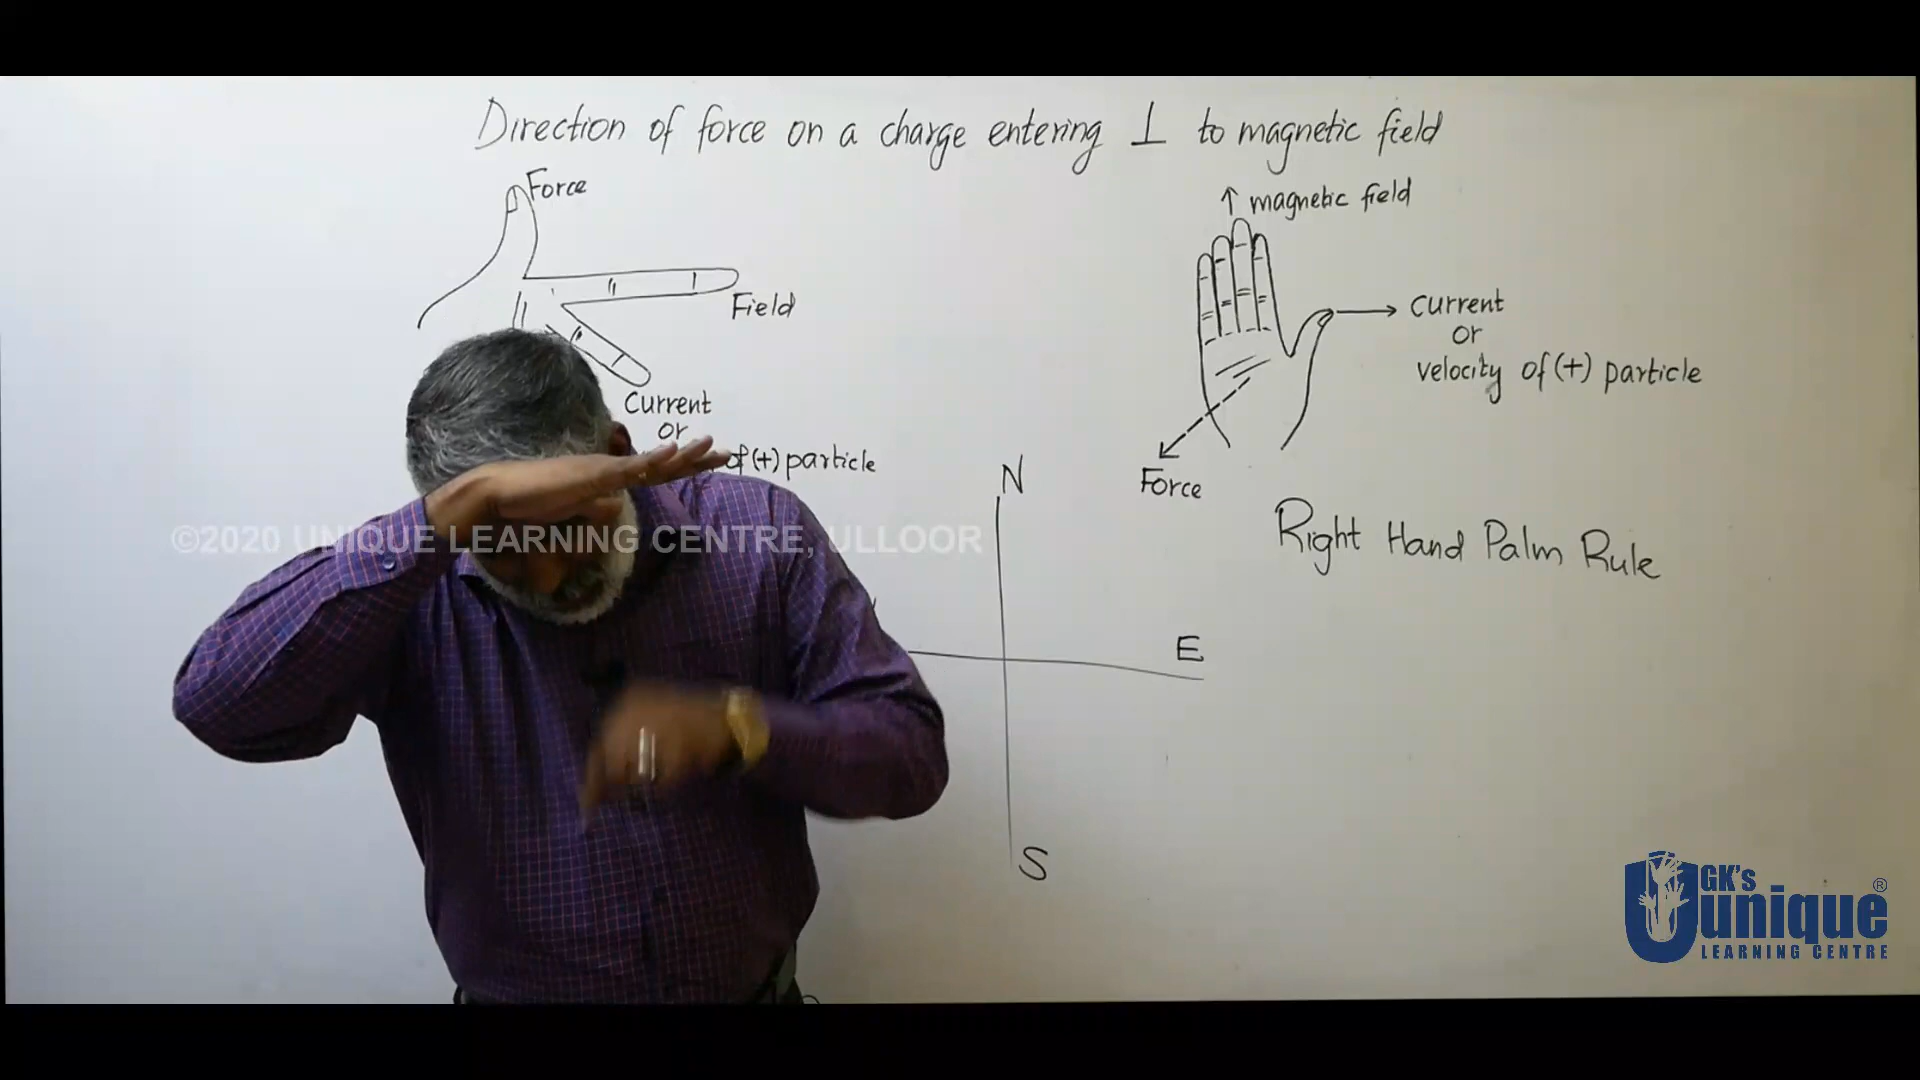 Direction of force on a charge entering ⊥ to magnetic field
Force
Field
Current
or
of (+) particle
↑ magnetic field
Current
or
velocity of (+) particle
Force
Right Hand Palm Rule
N
E
S
©2020 UNIQUE LEARNING CENTRE, ULLOOR
GK's
Unique ®
LEARNING CENTRE